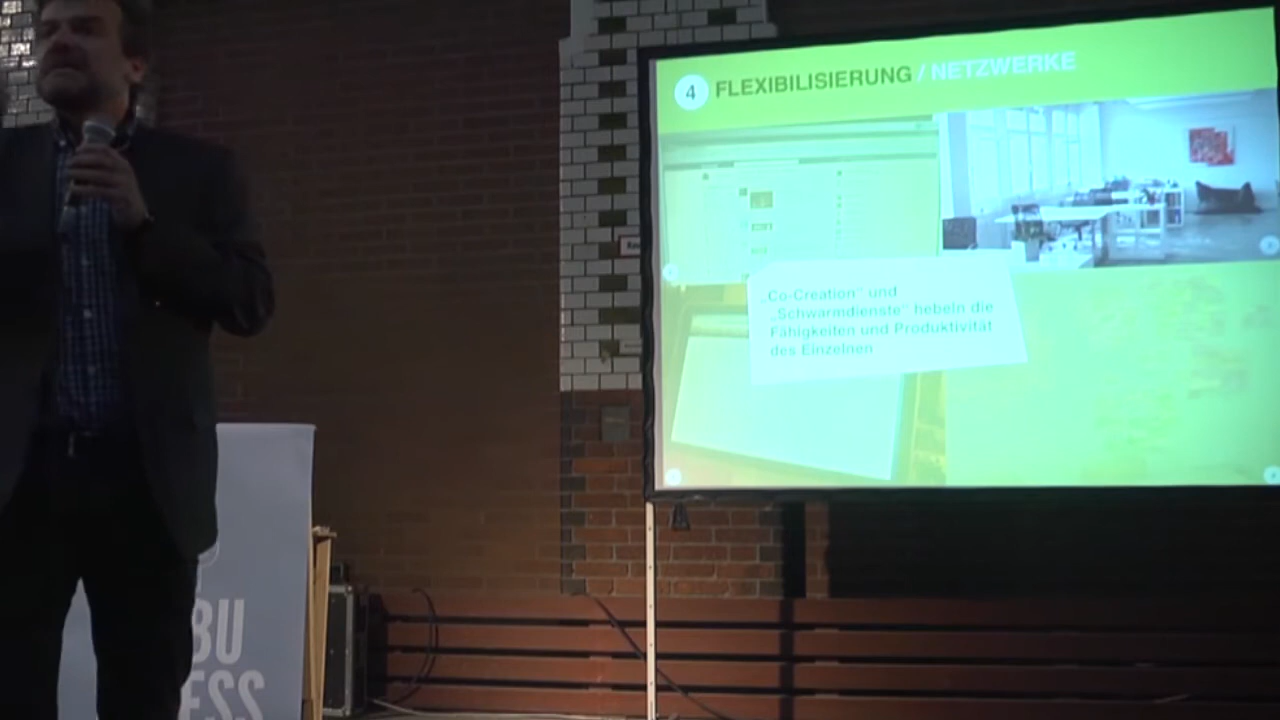 4 FLEXIBILISIERUNG / NETZWERKE
„Co-Creation“ und
„Schwarmdienste“ hebeln die
Fähigkeiten und Produktivität
des Einzelnen
BU
ESS